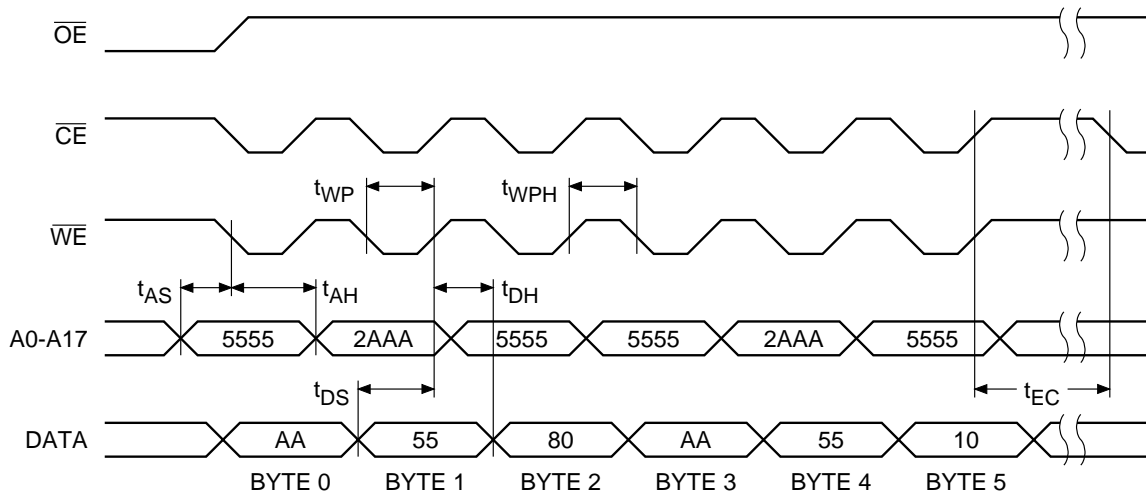 OE
CE
tWP
tWPH
WE
tAS
tAH
tDH
A0-A17
5555
2AAA
5555
5555
2AAA
5555
tDS
tEC
DATA
AA
55
80
AA
55
10
BYTE 0
BYTE 1
BYTE 2
BYTE 3
BYTE 4
BYTE 5